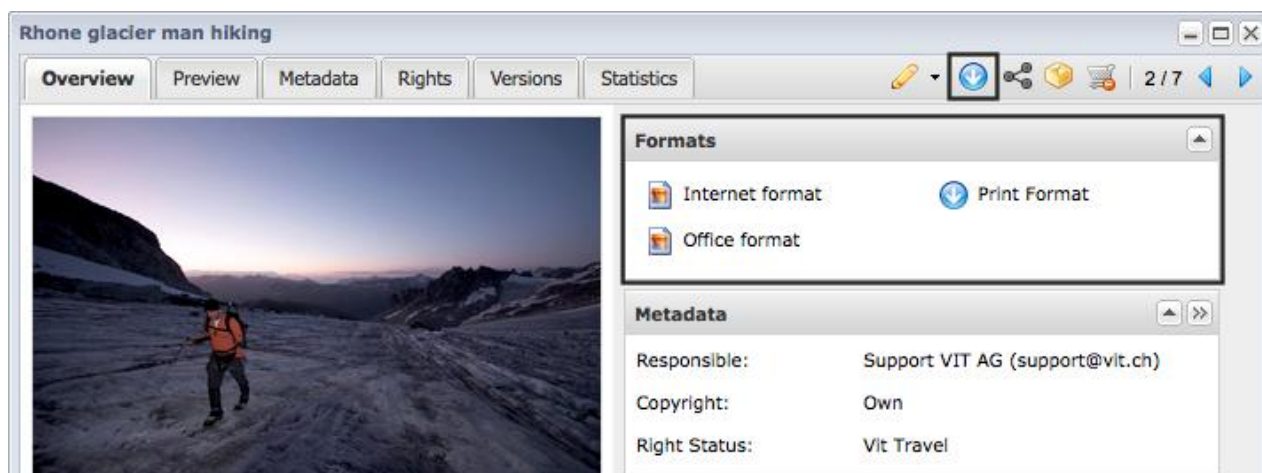 Rhone glacier man hiking
Overview Preview Metadata Rights Versions Statistics 2 / 7
Formats
Internet format Print Format
Office format
Metadata
Responsible: Support VIT AG (support@vit.ch)
Copyright: Own
Right Status: Vit Travel